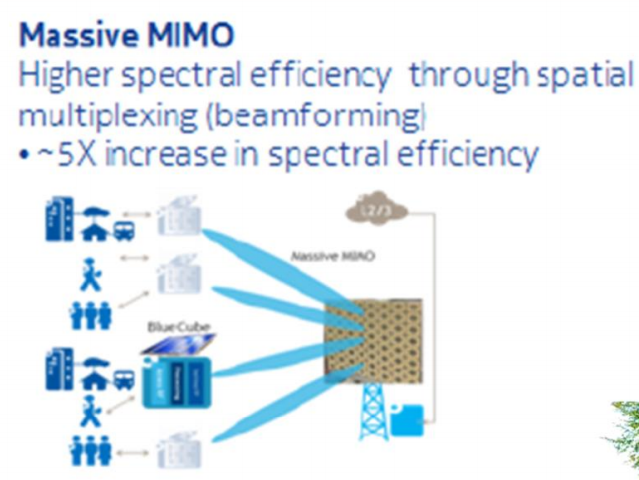 Massive MIMO
Higher spectral efficiency through spatial
multiplexing (beamforming)
• ~5X increase in spectral efficiency
L2/3
Massive MIMO
BlueCube